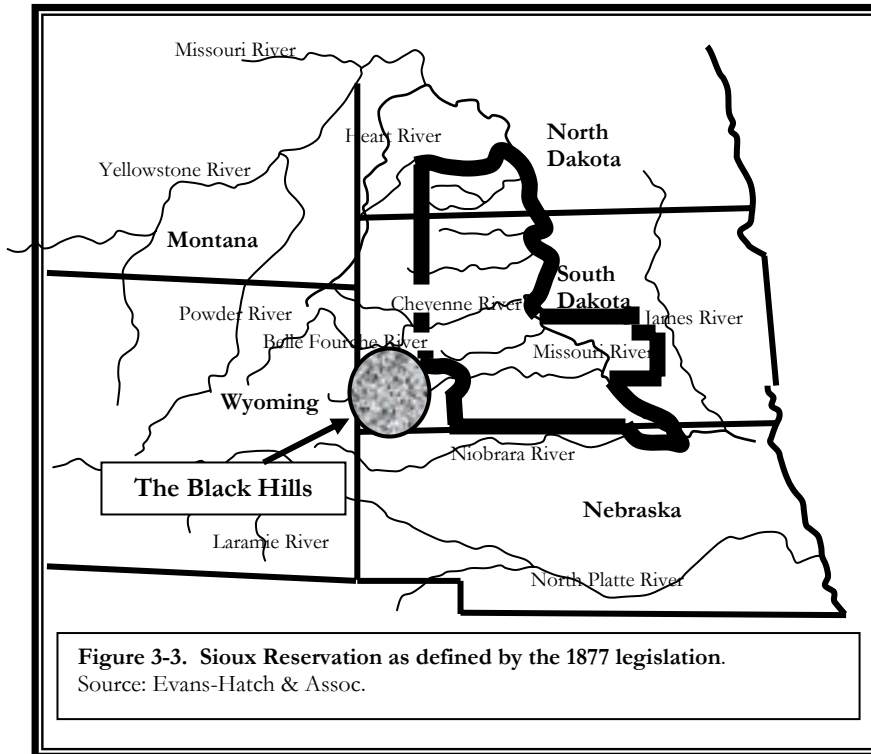 Missouri River
Heart River
North
Dakota
Yellowstone River
Montana
South
Dakota
Powder River
Cheyenne River
James River
Belle Fourche River
Missouri River
Wyoming
Niobrara River
The Black Hills
Nebraska
Laramie River
North Platte River
Figure 3-3. Sioux Reservation as defined by the 1877 legislation.
Source: Evans-Hatch & Assoc.